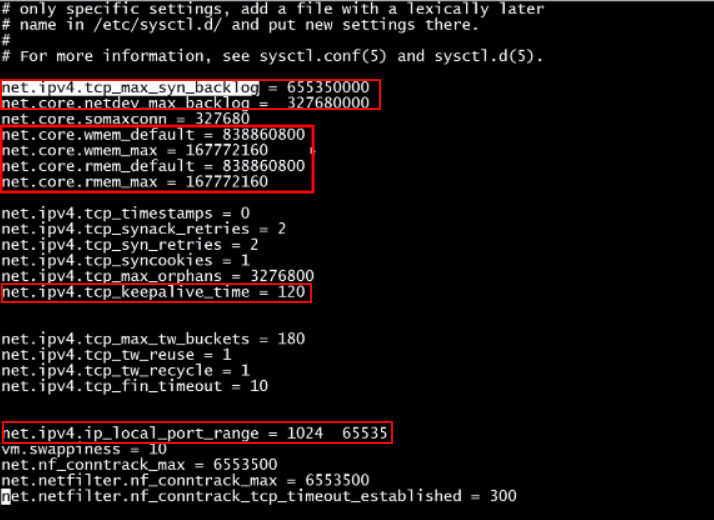 # only specific settings, add a file with a lexically later
# name in /etc/sysctl.d/ and put new settings there.
#
# For more information, see sysctl.conf(5) and sysctl.d(5).
net.ipv4.tcp_max_syn_backlog = 655350000
net.core.netdev_max_backlog =  327680000
net.core.somaxconn = 327680
net.core.wmem_default = 838860800
net.core.wmem_max = 167772160
net.core.rmem_default = 838860800
net.core.rmem_max = 167772160
net.ipv4.tcp_timestamps = 0
net.ipv4.tcp_synack_retries = 2
net.ipv4.tcp_syn_retries = 2
net.ipv4.tcp_syncookies = 1
net.ipv4.tcp_max_orphans = 3276800
net.ipv4.tcp_keepalive_time = 120
net.ipv4.tcp_max_tw_buckets = 180
net.ipv4.tcp_tw_reuse = 1
net.ipv4.tcp_tw_recycle = 1
net.ipv4.tcp_fin_timeout = 10
net.ipv4.ip_local_port_range = 1024  65535
vm.swappiness = 10
net.nf_conntrack_max = 6553500
net.netfilter.nf_conntrack_max = 6553500
net.netfilter.nf_conntrack_tcp_timeout_established = 300